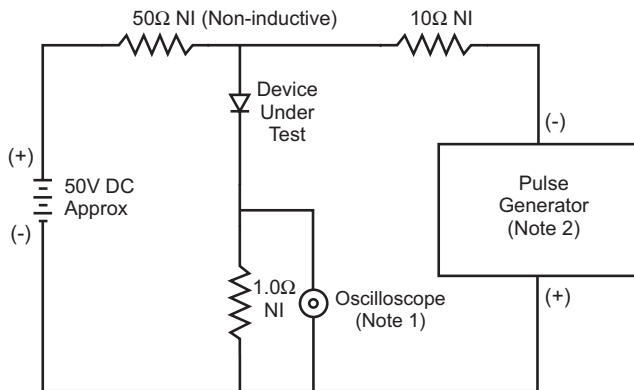 50Ω NI (Non-inductive)
10Ω NI
Device
Under
Test
(-)
(+)
50V DC
Approx
(-)
Pulse
Generator
(Note 2)
1.0Ω
NI
Oscilloscope
(Note 1)
(+)